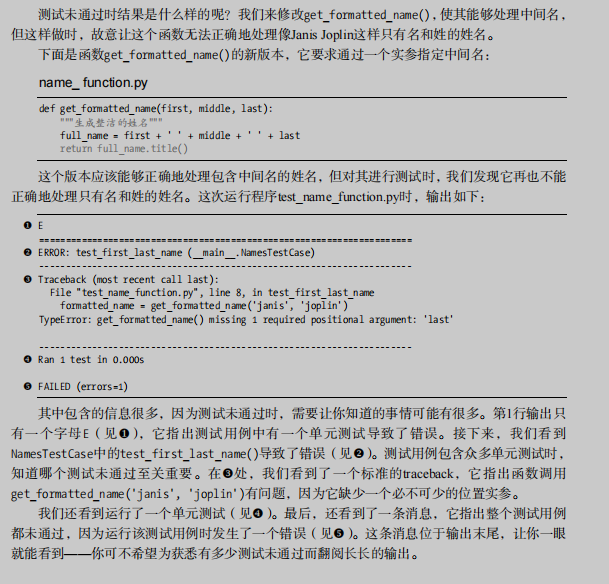 测试未通过时结果是什么样的呢？我们来修改get_formatted_name()，使其能够处理中间名，
但这样做时，故意让这个函数无法正确地处理像Janis Joplin这样只有名和姓的姓名。
下面是函数get_formatted_name()的新版本，它要求通过一个实参指定中间名：
name_ function.py
def get_formatted_name(first, middle, last):
"""生成整洁的姓名"""
full_name = first + ' ' + middle + ' ' + last
return full_name.title()
这个版本应该能够正确地处理包含中间名的姓名，但对其进行测试时，我们发现它再也不能
正确地处理只有名和姓的姓名。这次运行程序test_name_function.py时，输出如下：
❶ E
======================================================================
❷ ERROR: test_first_last_name (__main__.NamesTestCase)
----------------------------------------------------------------------
❸ Traceback (most recent call last):
File "test_name_function.py", line 8, in test_first_last_name
formatted_name = get_formatted_name('janis', 'joplin')
TypeError: get_formatted_name() missing 1 required positional argument: 'last'
----------------------------------------------------------------------
❹ Ran 1 test in 0.000s
❺ FAILED (errors=1)
其中包含的信息很多，因为测试未通过时，需要让你知道的事情可能有很多。第1行输出只
有一个字母E（见❶），它指出测试用例中有一个单元测试导致了错误。接下来，我们看到
NamesTestCase中的test_first_last_name()导致了错误（见❷）。测试用例包含众多单元测试时，
知道哪个测试未通过至关重要。在❸处，我们看到了一个标准的traceback，它指出函数调用
get_formatted_name('janis', 'joplin')有问题，因为它缺少一个必不可少的位置实参。
我们还看到运行了一个单元测试（见❹）。最后，还看到了一条消息，它指出整个测试用例
都未通过，因为运行该测试用例时发生了一个错误（见❺）。这条消息位于输出末尾，让你一眼
就能看到——你可不希望为获悉有多少测试未通过而翻阅长长的输出。